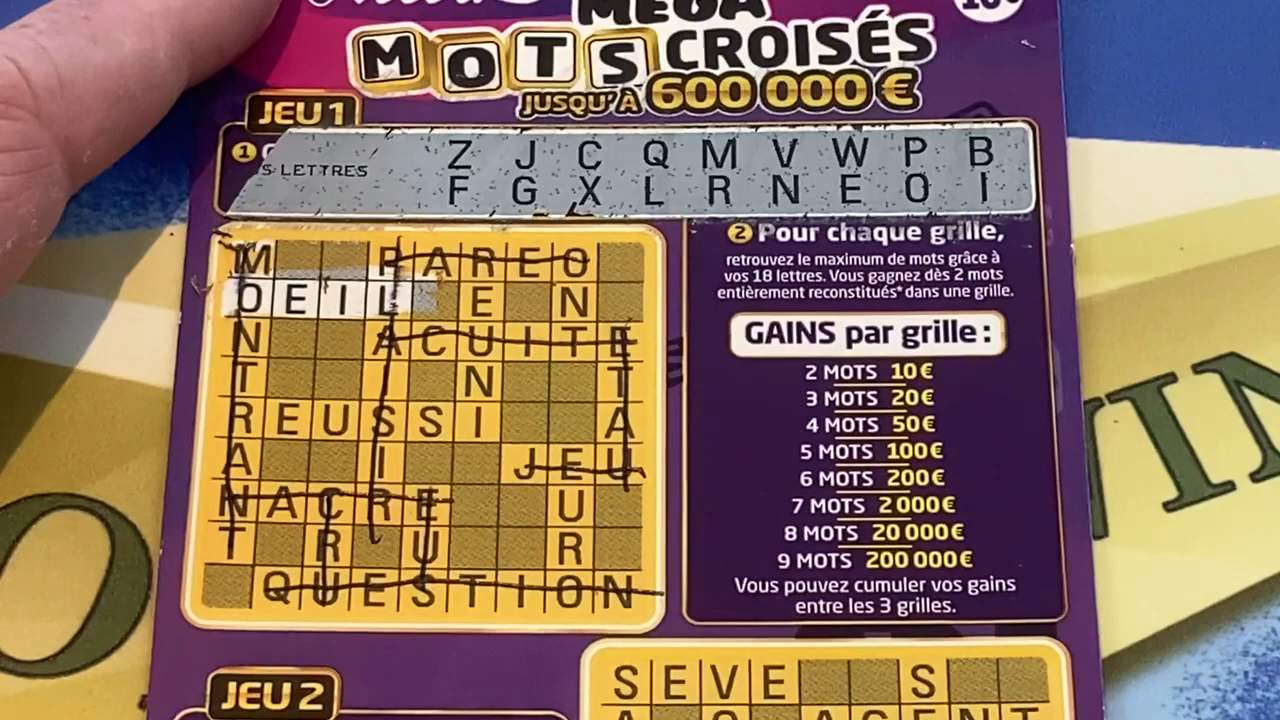 MEGA
MOTS CROISÉS
JUSQU'À 600 000 €
JEU 1
1
S LETTRES
Z J C Q M V W P B
F G X L R N E O I
M P A R E O
O E I L E N
N A C U I T E
T I N T
R E U S S I A
A I J E U
N A C R E U
T R U R
Q U E S T I O N
2 Pour chaque grille,
retrouvez le maximum de mots grâce à
vos 18 lettres. Vous gagnez dès 2 mots
entièrement reconstitués* dans une grille.
GAINS par grille :
2 MOTS 10 €
3 MOTS 20 €
4 MOTS 50 €
5 MOTS 100 €
6 MOTS 200 €
7 MOTS 2 000 €
8 MOTS 20 000 €
9 MOTS 200 000 €
Vous pouvez cumuler vos gains
entre les 3 grilles.
JEU 2
S E V E S
WIN
O